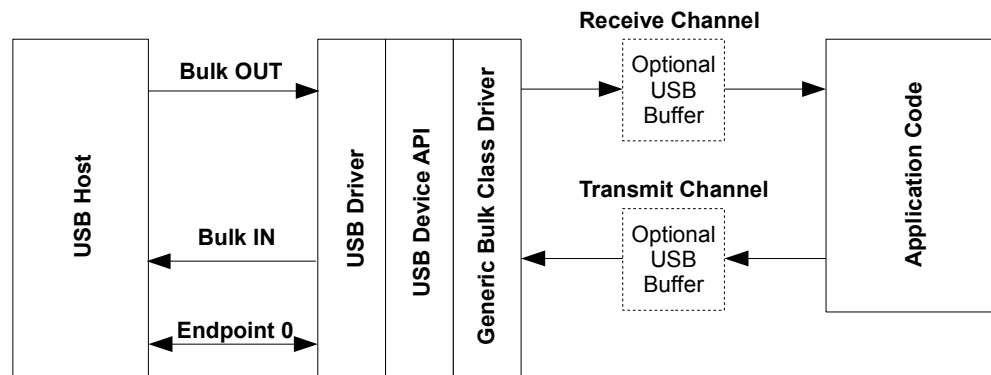 Receive Channel
Bulk OUT
Optional
USB
Buffer
USB Host
USB Driver
USB Device API
Generic Bulk Class Driver
Application Code
Transmit Channel
Bulk IN
Optional
USB
Buffer
Endpoint 0